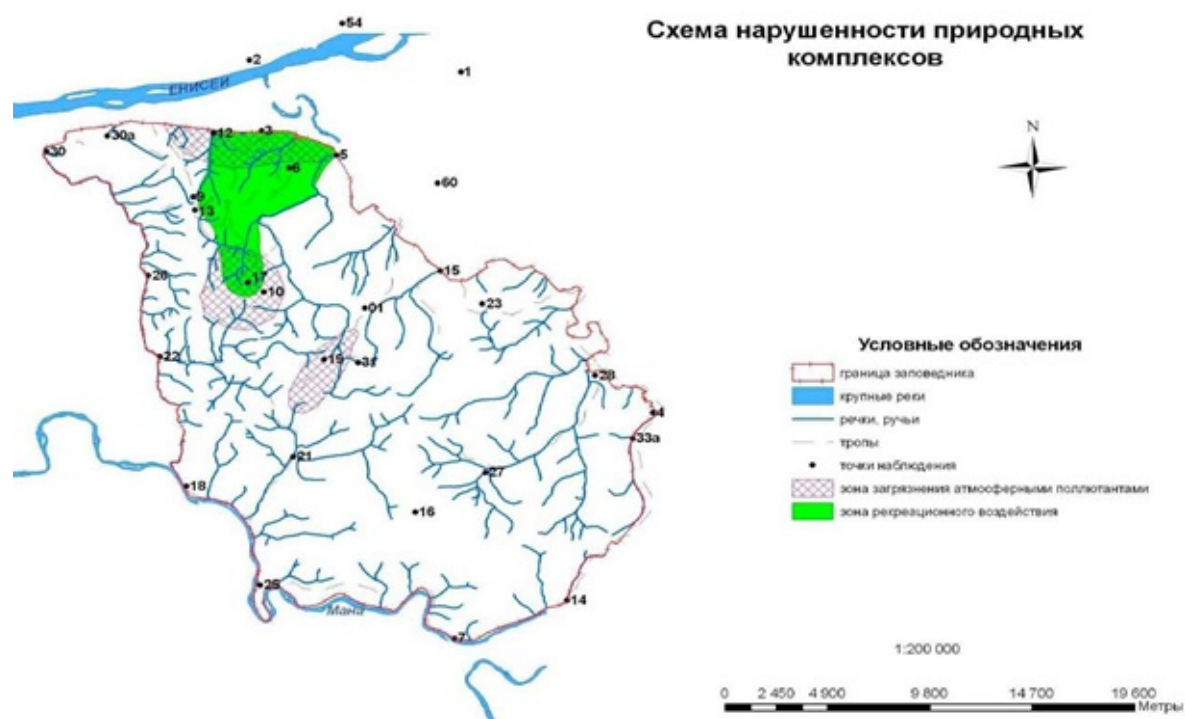 Схема нарушенности природных
комплексов
54
2
1
ЕНИСЕЙ
N
30а
12
3
30
5
6
60
9
13
15
26
17
10
23
01
22
19
31
28
4
33а
21
27
18
16
25
14
Мана
7
Условные обозначения
граница заповедника
крупные реки
речки, ручьи
тропы
точки наблюдения
зона загрязнения атмосферными поллютантами
зона рекреационного воздействия
1:200 000
0 2 450 4 900 9 800 14 700 19 600
Метры